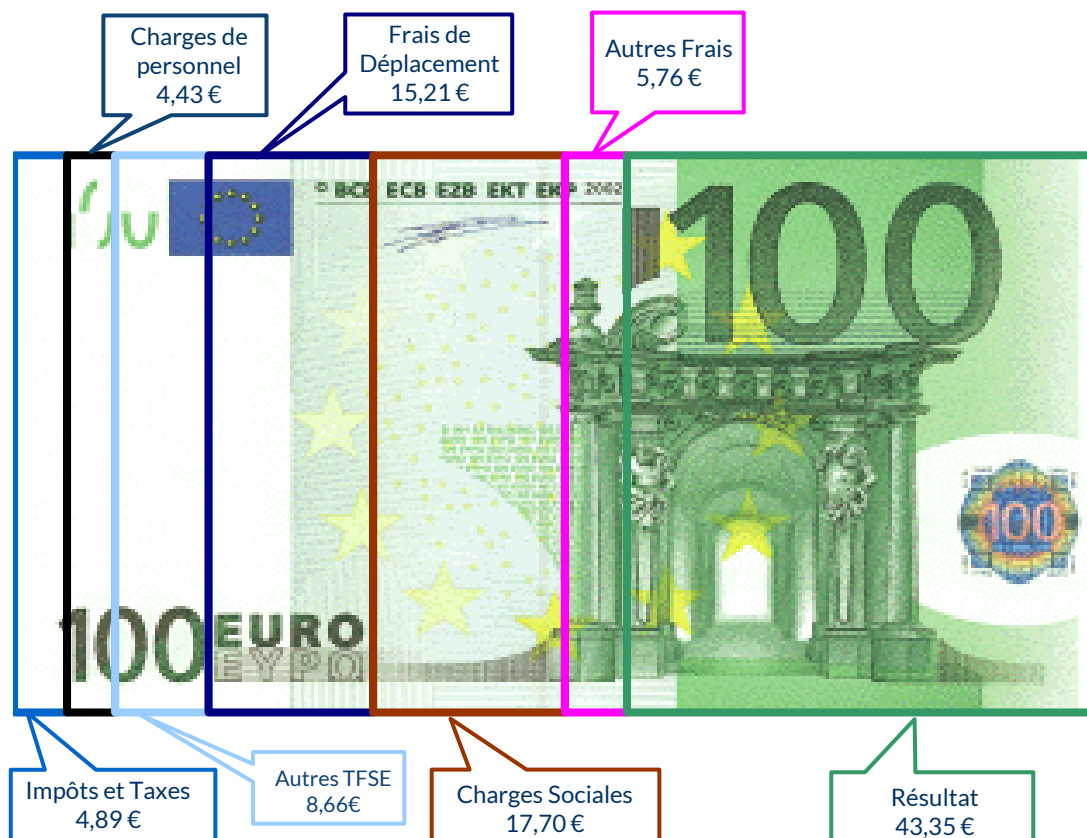 Charges de
personnel
4,43 €
Frais de
Déplacement
15,21 €
Autres Frais
5,76 €
© BCE ECB EZB EKT EKP 2002
100
100
100 EURO
ΕΥΡΩ
Impôts et Taxes
4,89 €
Autres TFSE
8,66€
Charges Sociales
17,70 €
Résultat
43,35 €